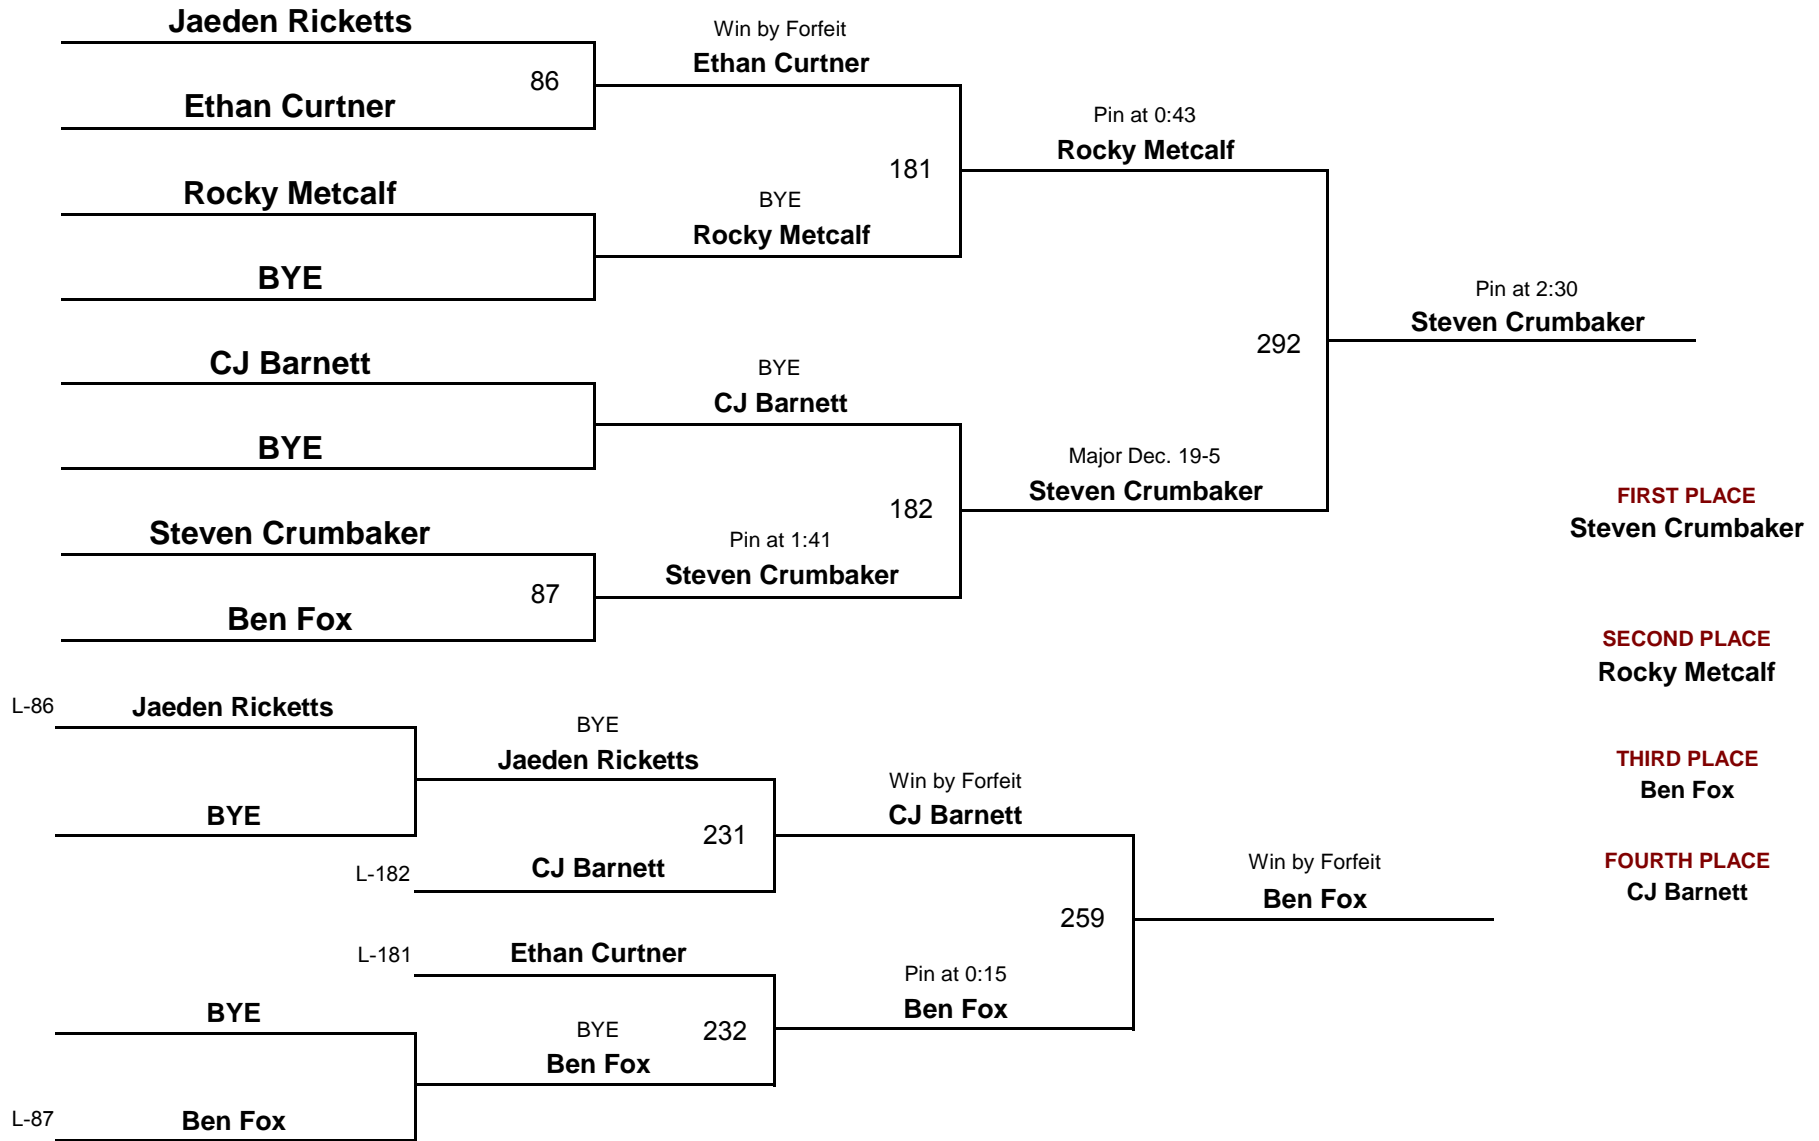 Jaeden Ricketts
Win by Forfeit
Ethan Curtner
86
Ethan Curtner
Pin at 0:43
Rocky Metcalf
181
Rocky Metcalf
BYE
Rocky Metcalf
BYE
Pin at 2:30
Steven Crumbaker
292
CJ Barnett
BYE
CJ Barnett
BYE
Major Dec. 19-5
Steven Crumbaker
182
FIRST PLACE
Steven Crumbaker
Steven Crumbaker
Pin at 1:41
Steven Crumbaker
87
Ben Fox
SECOND PLACE
Rocky Metcalf
L-86
Jaeden Ricketts
BYE
Jaeden Ricketts
THIRD PLACE
Ben Fox
Win by Forfeit
CJ Barnett
BYE
231
L-182
CJ Barnett
Win by Forfeit
Ben Fox
FOURTH PLACE
CJ Barnett
259
L-181
Ethan Curtner
Pin at 0:15
Ben Fox
BYE
BYE
232
Ben Fox
L-87
Ben Fox